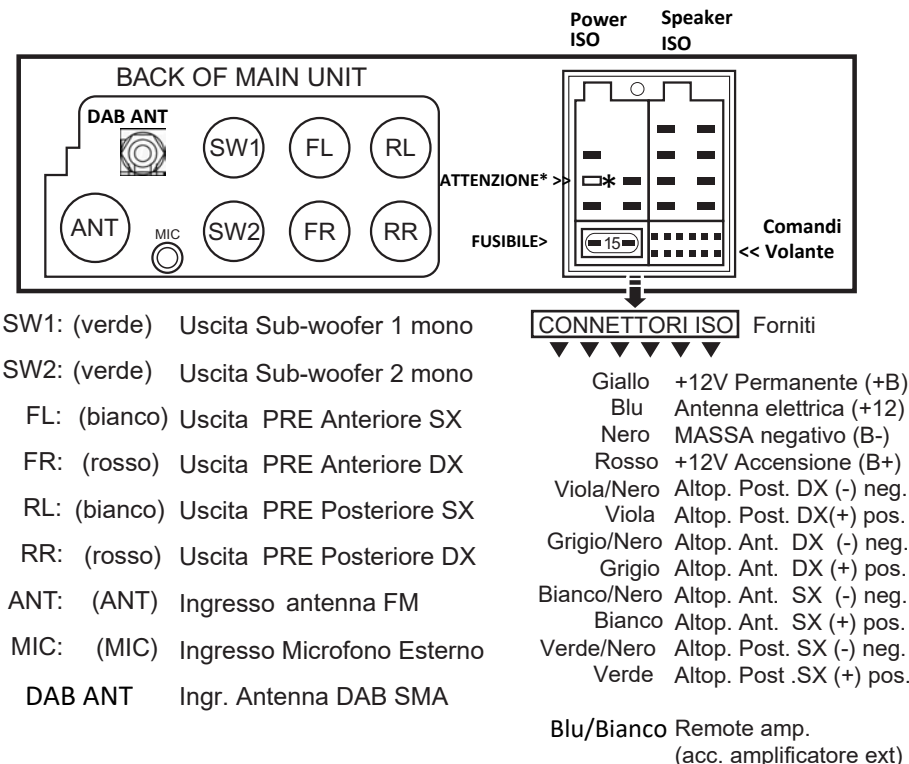 Power
ISO
Speaker
ISO
BACK OF MAIN UNIT
DAB ANT
SW1
FL
RL
ATTENZIONE* >>
*
ANT
MIC
SW2
FR
RR
FUSIBILE>
15
Comandi
<< Volante
SW1: (verde) Uscita Sub-woofer 1 mono
SW2: (verde) Uscita Sub-woofer 2 mono
FL: (bianco) Uscita PRE Anteriore SX
FR: (rosso) Uscita PRE Anteriore DX
RL: (bianco) Uscita PRE Posteriore SX
RR: (rosso) Uscita PRE Posteriore DX
ANT: (ANT) Ingresso antenna FM
MIC: (MIC) Ingresso Microfono Esterno
DAB ANT Ingr. Antenna DAB SMA
CONNETTORI ISO Forniti
Giallo +12V Permanente (+B)
Blu Antenna elettrica (+12)
Nero MASSA negativo (B-)
Rosso +12V Accensione (B+)
Viola/Nero Altop. Post. DX (-) neg.
Viola Altop. Post. DX(+) pos.
Grigio/Nero Altop. Ant. DX (-) neg.
Grigio Altop. Ant. DX (+) pos.
Bianco/Nero Altop. Ant. SX (-) neg.
Bianco Altop. Ant. SX (+) pos.
Verde/Nero Altop. Post. SX (-) neg.
Verde Altop. Post .SX (+) pos.
Blu/Bianco Remote amp.
(acc. amplificatore ext)